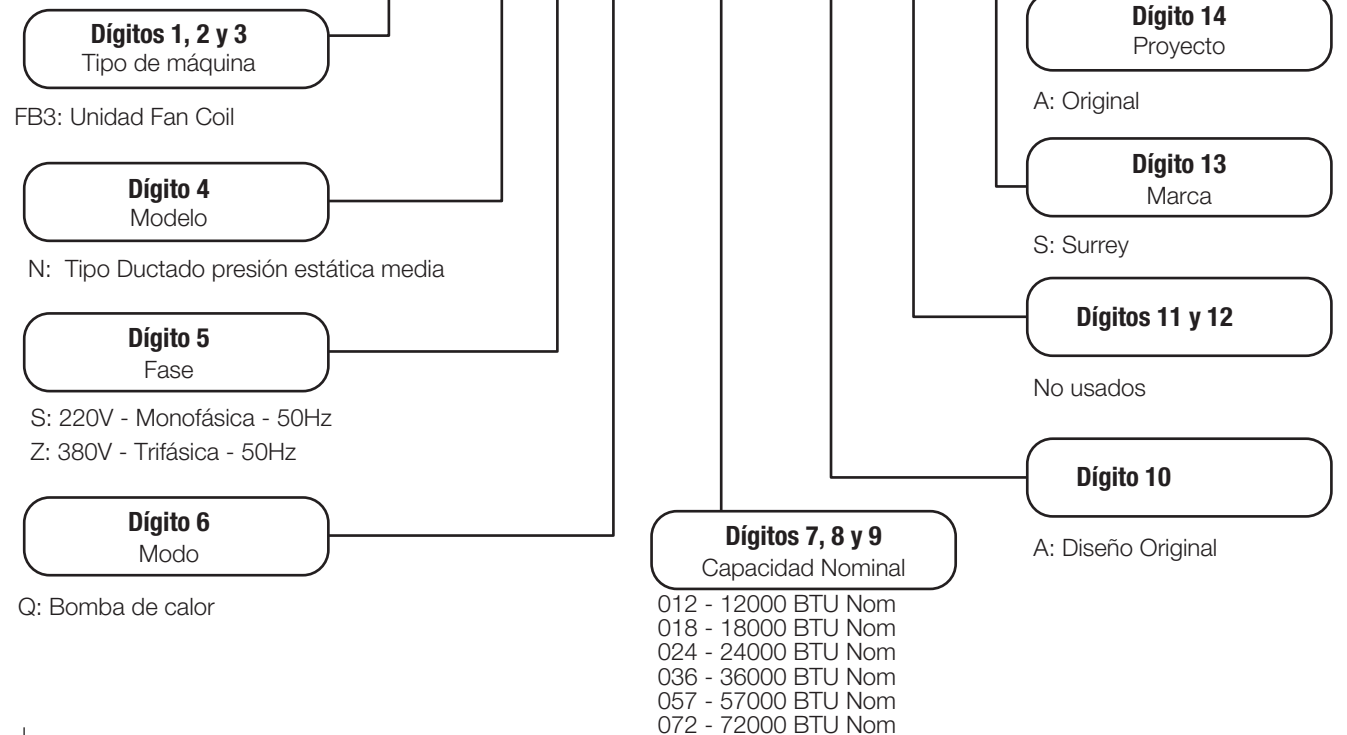 Dígitos 1, 2 y 3
Tipo de máquina
FB3: Unidad Fan Coil
Dígito 4
Modelo
N: Tipo Ductado presión estática media
Dígito 5
Fase
S: 220V - Monofásica - 50Hz
Z: 380V - Trifásica - 50Hz
Dígito 6
Modo
Q: Bomba de calor
Dígitos 7, 8 y 9
Capacidad Nominal
012 - 12000 BTU Nom
018 - 18000 BTU Nom
024 - 24000 BTU Nom
036 - 36000 BTU Nom
057 - 57000 BTU Nom
072 - 72000 BTU Nom
Dígito 14
Proyecto
A: Original
Dígito 13
Marca
S: Surrey
Dígitos 11 y 12
No usados
Dígito 10
A: Diseño Original